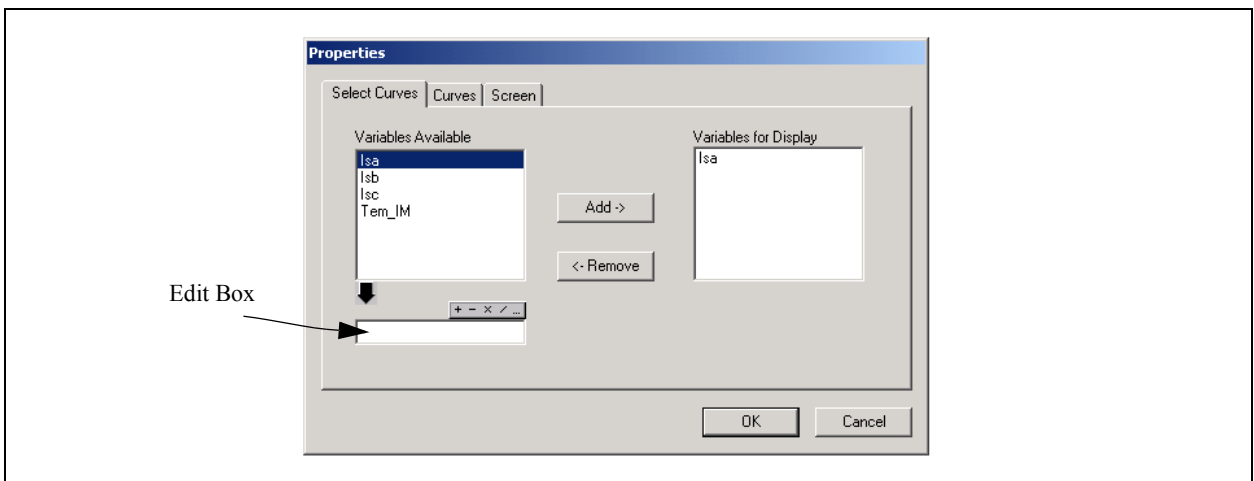 Properties
Select Curves Curves Screen
Variables Available
Isa
Isb
Isc
Tem_IM
Add ->
<- Remove
Variables for Display
Isa
Edit Box
+ - × / ...
OK Cancel